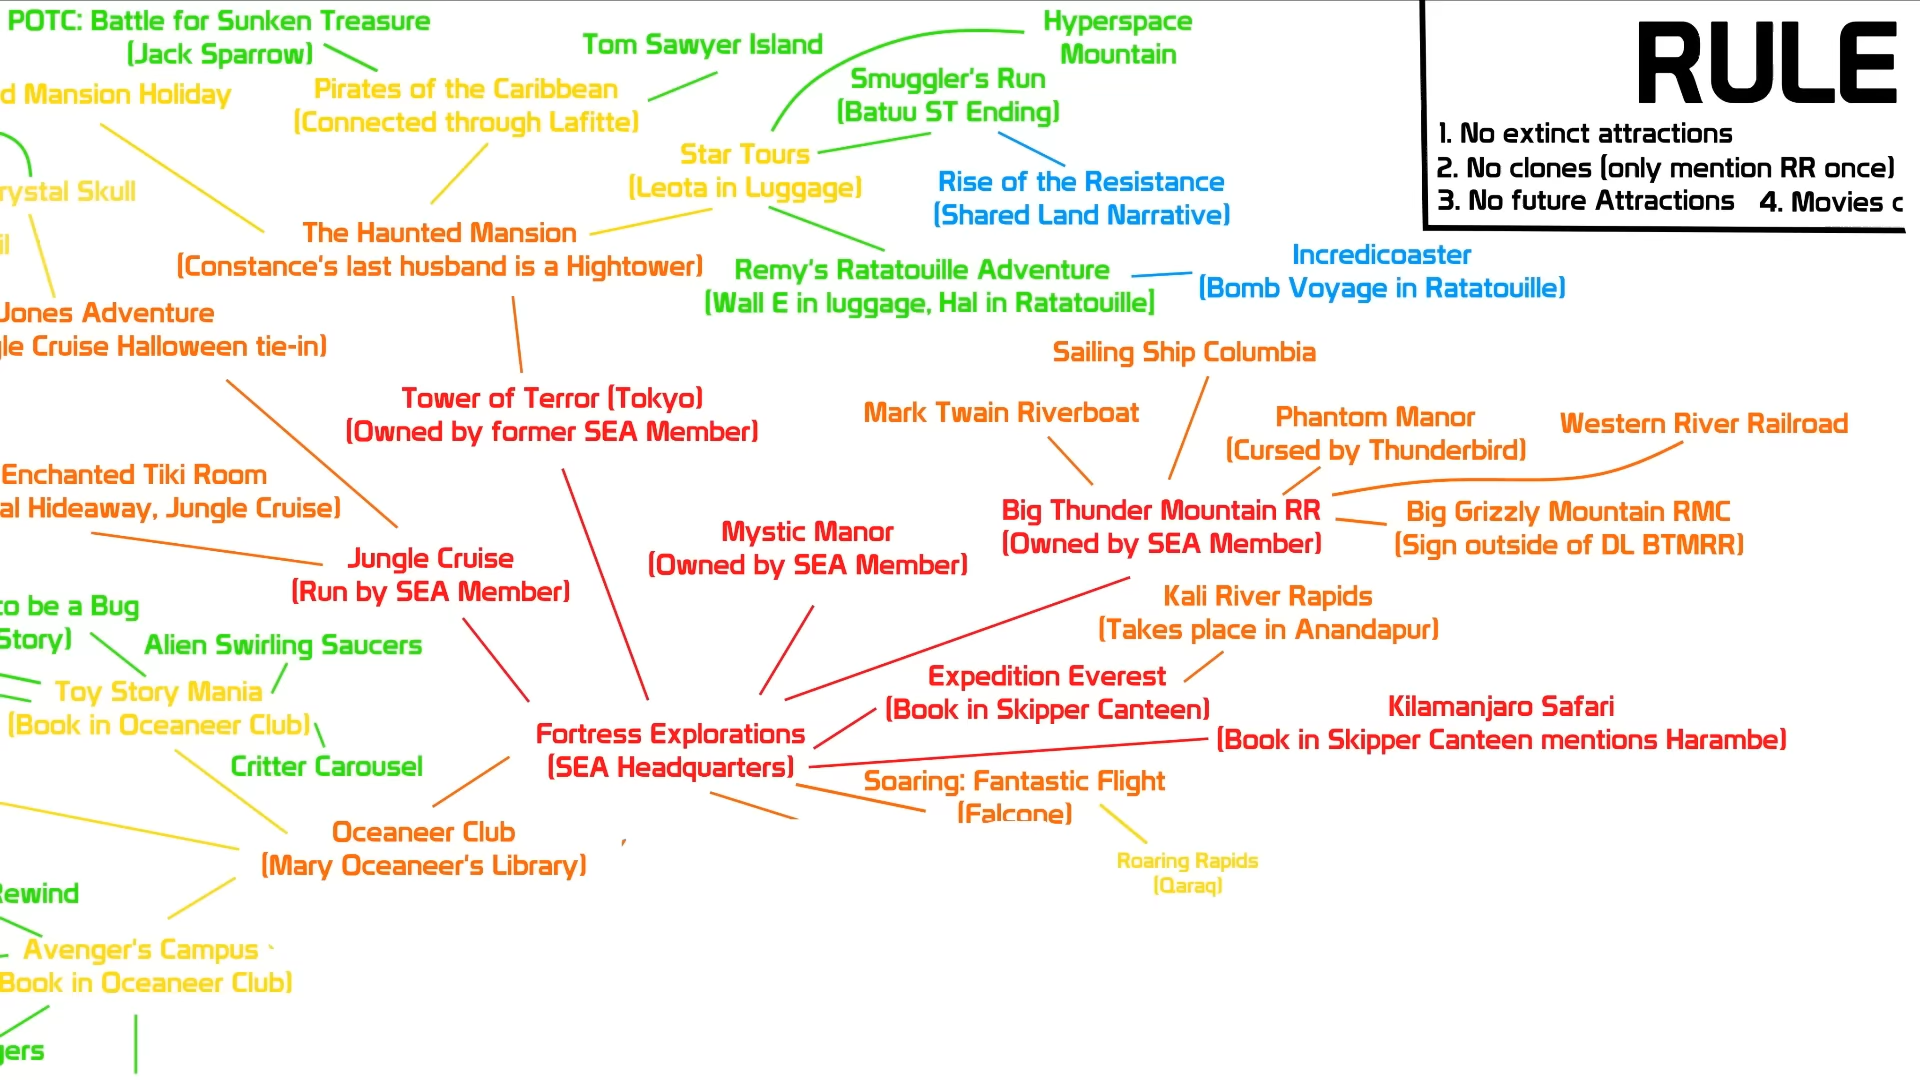 POTC: Battle for Sunken Treasure
(Jack Sparrow)
Tom Sawyer Island
Hyperspace
Mountain
RULE
d Mansion Holiday
Pirates of the Caribbean
(Connected through Lafitte)
Smuggler's Run
(Batuu ST Ending)
1. No extinct attractions
2. No clones (only mention RR once)
3. No future Attractions 4. Movies c
Star Tours
(Leota in Luggage)
Rise of the Resistance
(Shared Land Narrative)
rystal Skull
il
The Haunted Mansion
(Constance's last husband is a Hightower)
Remy's Ratatouille Adventure
(Wall E in luggage, Hal in Ratatouille)
Incredicoaster
(Bomb Voyage in Ratatouille)
Jones Adventure
gle Cruise Halloween tie-in)
Sailing Ship Columbia
Tower of Terror (Tokyo)
(Owned by former SEA Member)
Mark Twain Riverboat
Phantom Manor
(Cursed by Thunderbird)
Western River Railroad
Enchanted Tiki Room
al Hideaway, Jungle Cruise)
Mystic Manor
(Owned by SEA Member)
Big Thunder Mountain RR
(Owned by SEA Member)
Big Grizzly Mountain RMC
(Sign outside of DL BTMRR)
Jungle Cruise
(Run by SEA Member)
Kali River Rapids
(Takes place in Anandapur)
to be a Bug
Story)
Alien Swirling Saucers
Toy Story Mania
(Book in Oceaneer Club)
Expedition Everest
(Book in Skipper Canteen)
Kilamanjaro Safari
(Book in Skipper Canteen mentions Harambe)
Fortress Explorations
(SEA Headquarters)
Critter Carousel
Soaring: Fantastic Flight
(Falcone)
Oceaneer Club
(Mary Oceaneer's Library)
Roaring Rapids
(Qaraq)
Rewind
Avenger's Campus
Book in Oceaneer Club)
gers